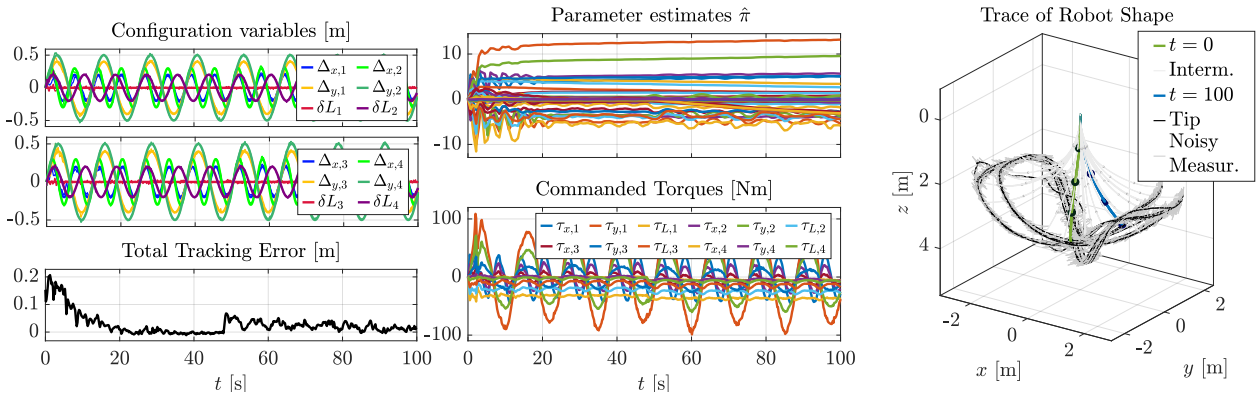 Configuration variables [m]
0.5
0
-0.5
Δx,1 Δx,2
Δy,1 Δy,2
δL1 δL2
0.5
0
-0.5
Δx,3 Δx,4
Δy,3 Δy,4
δL3 δL4
Total Tracking Error [m]
0.2
0.1
0
0 20 40 60 80 100
t [s]
Parameter estimates π̂
10
0
-10
Commanded Torques [Nm]
100
0
-100
τx,1 τy,1 τL,1 τx,2 τy,2 τL,2
τx,3 τy,3 τL,3 τx,4 τy,4 τL,4
0 20 40 60 80 100
t [s]
Trace of Robot Shape
t = 0
Interm.
t = 100
Tip
Noisy
Measur.
0
2
4
z [m]
-2 0 2
x [m]
-2 0 2
y [m]